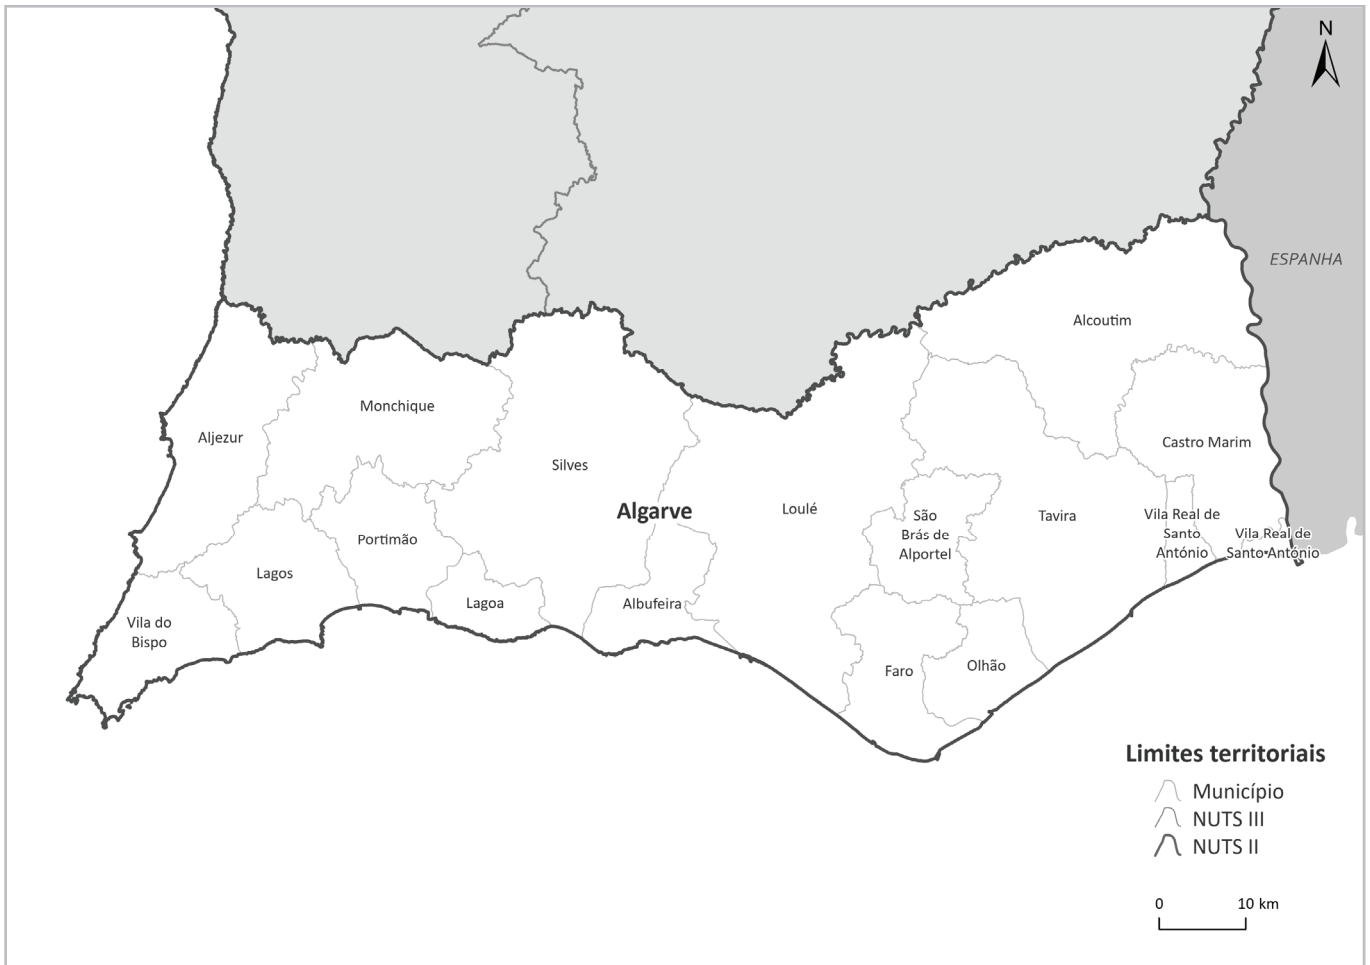 N
ESPANHA
Alcoutim
Monchique
Aljezur
Castro Marim
Silves
Algarve
Loulé
São
Brás de
Alportel
Tavira
Vila Real de
Santo
António
Vila Real de
Santo António
Portimão
Lagos
Lagoa
Albufeira
Vila do
Bispo
Faro
Olhão
Limites territoriais
Município
NUTS III
NUTS II
0 10 km